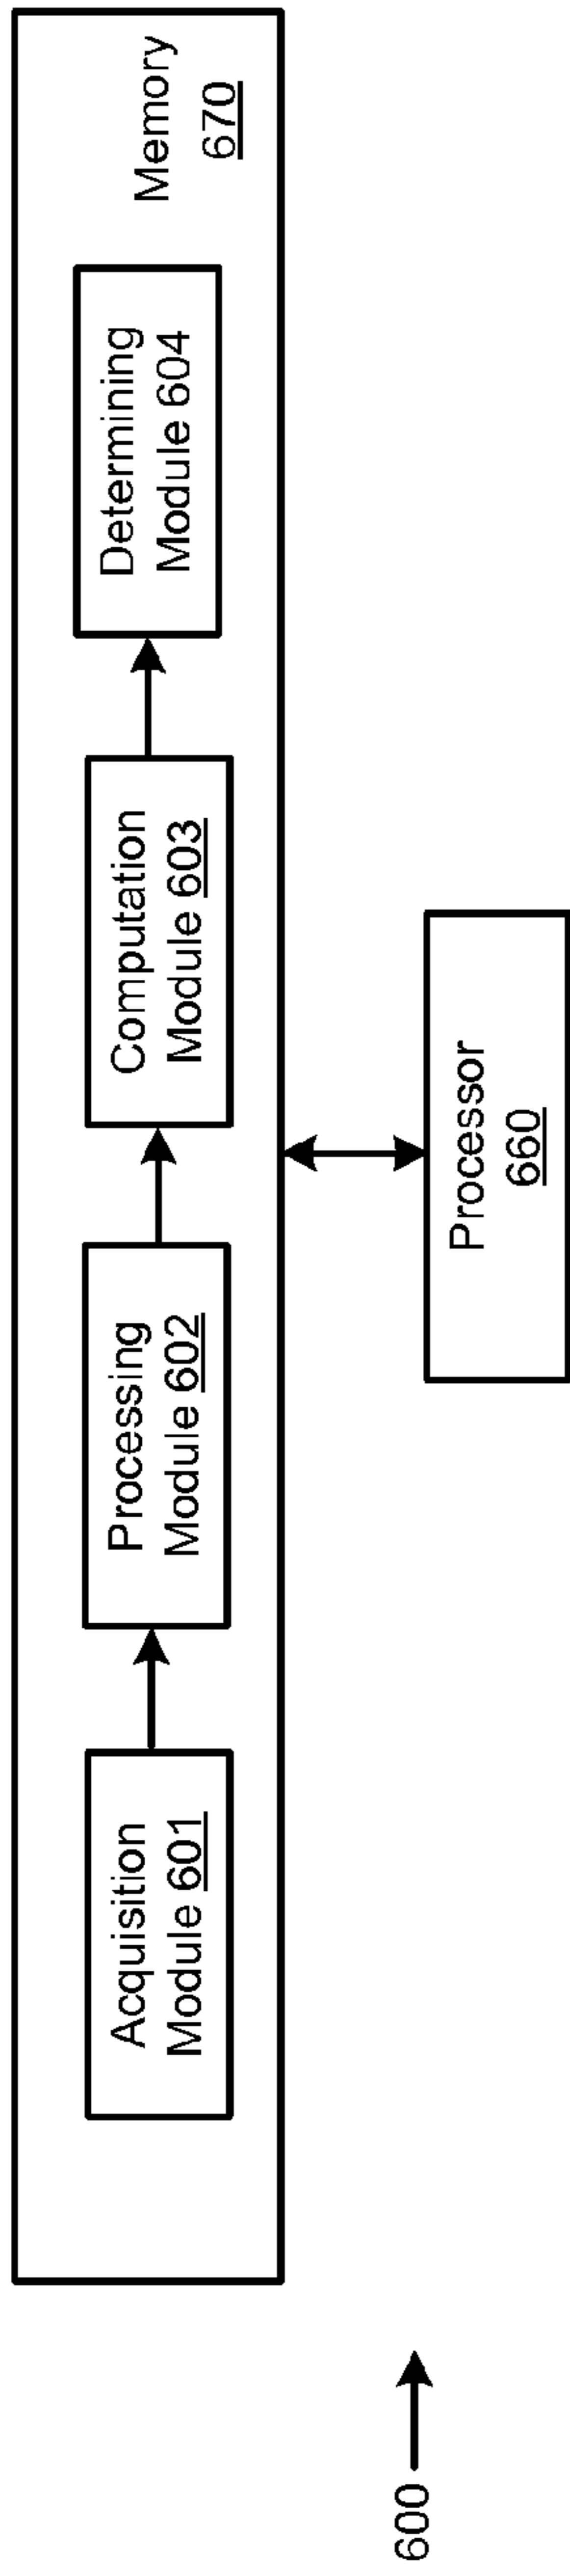 Memory
670
Acquisition
Module 601
Processing
Module 602
Computation
Module 603
Determining
Module 604
Processor
660
600